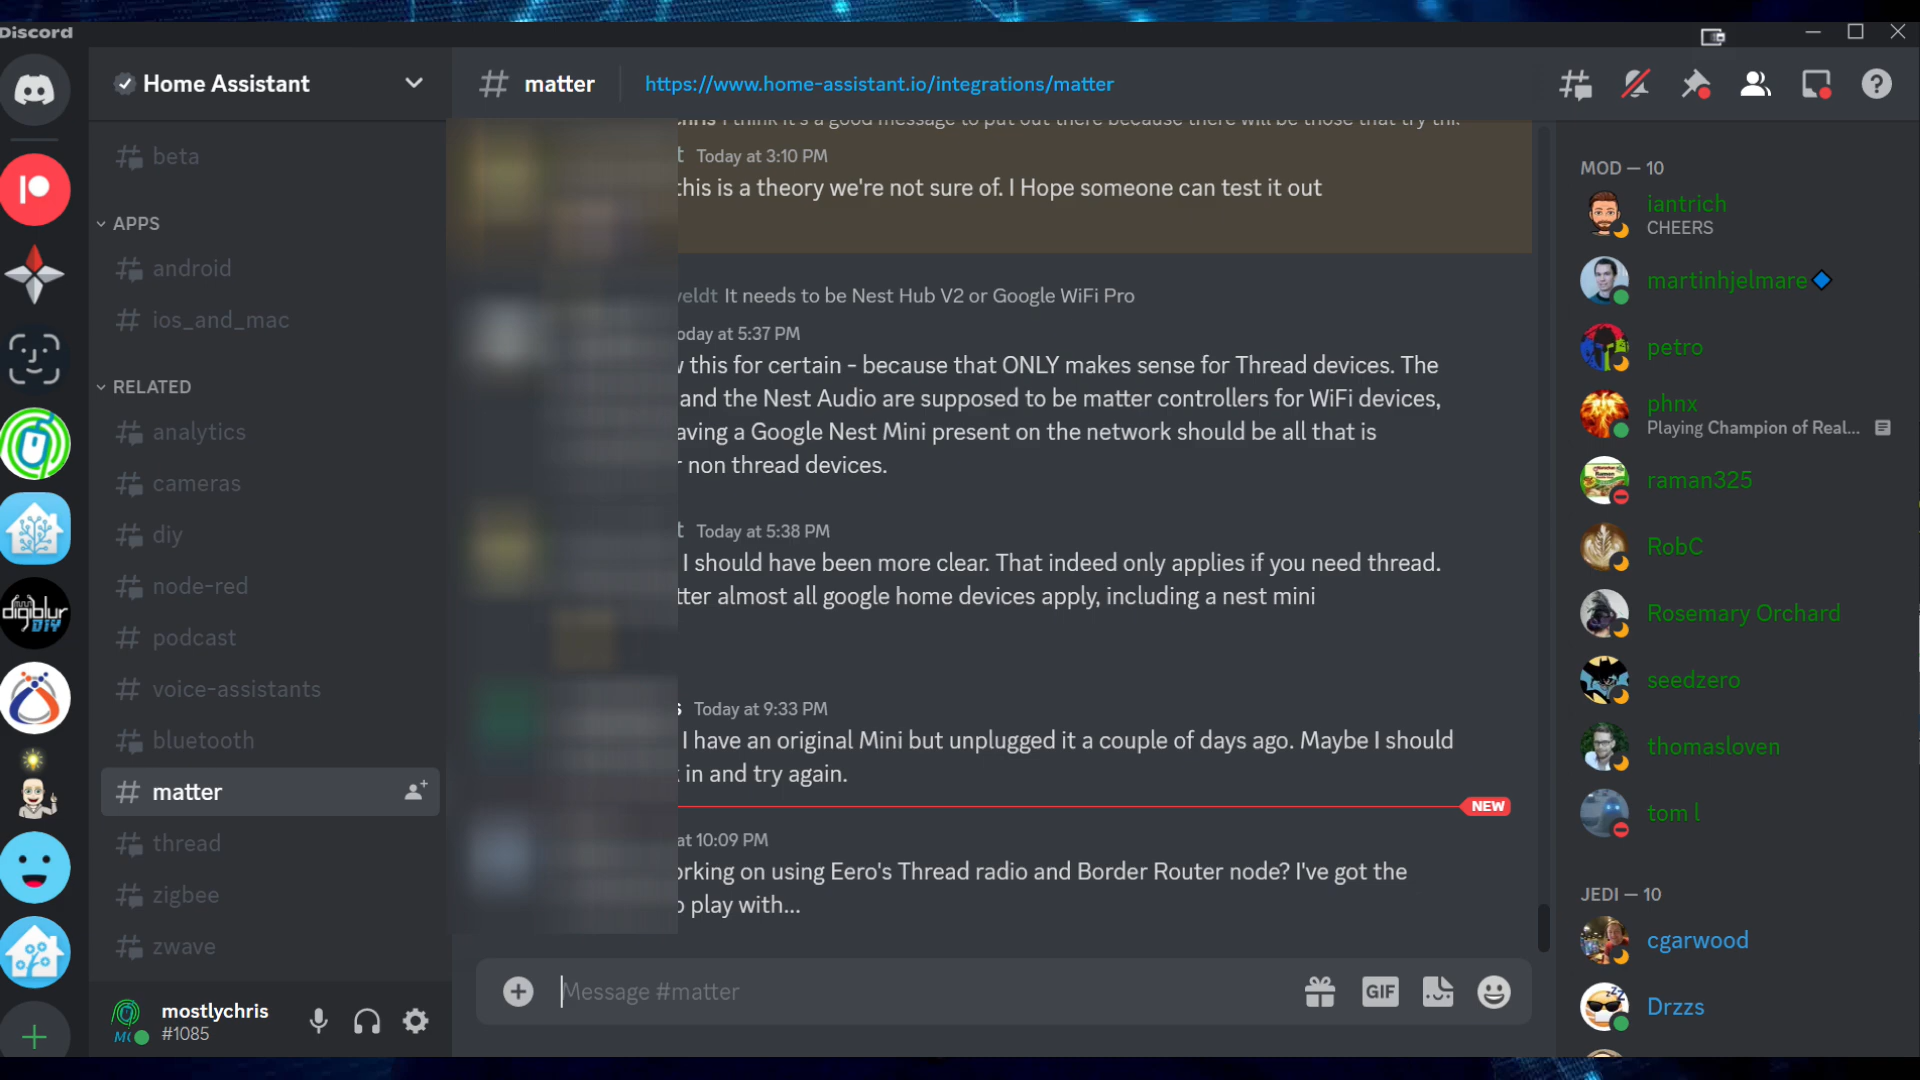 Discord
Home Assistant
beta
APPS
android
ios_and_mac
RELATED
analytics
cameras
diy
node-red
podcast
voice-assistants
bluetooth
matter
thread
zigbee
zwave
mostlychris
#1085
digiblur
DIY
matter
https://www.home-assistant.io/integrations/matter
I think it's a good message to put out there because there will be those that try
Today at 3:10 PM
this is a theory we're not sure of. I Hope someone can test it out
It needs to be Nest Hub V2 or Google WiFi Pro
at 5:37 PM
this for certain - because that ONLY makes sense for Thread devices. The
and the Nest Audio are supposed to be matter controllers for WiFi devices,
a Google Nest Mini present on the network should be all that is
non thread devices.
Today at 5:38 PM
I should have been more clear. That indeed only applies if you need thread.
almost all google home devices apply, including a nest mini
Today at 9:33 PM
I have an original Mini but unplugged it a couple of days ago. Maybe I should
in and try again.
NEW
at 10:09 PM
on using Eero's Thread radio and Border Router node? I've got the
play with...
Message #matter
GIF
MOD — 10
iantrich
CHEERS
martinhjelmare
petro
phnx
Playing Champion of Real...
raman325
RobC
Rosemary Orchard
seedzero
thomasloven
tom l
JEDI — 10
cgarwood
Drzzs